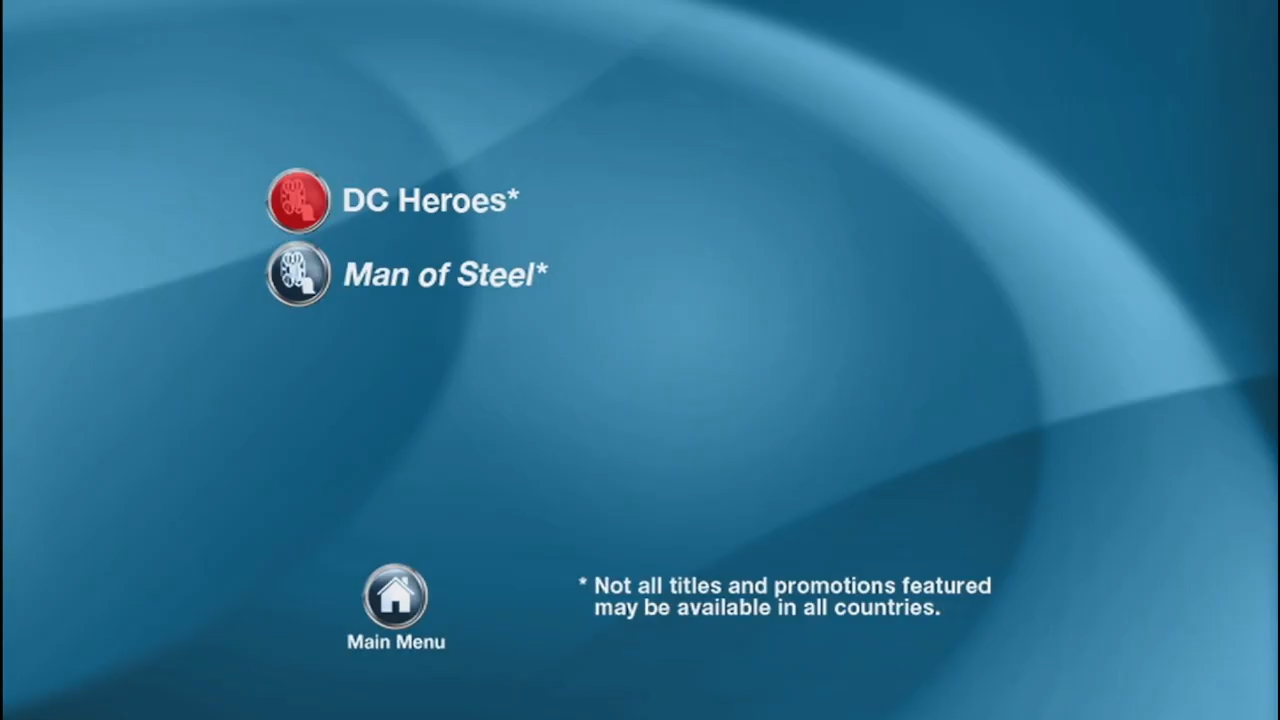 DC Heroes*
Man of Steel*
* Not all titles and promotions featured
may be available in all countries.
Main Menu